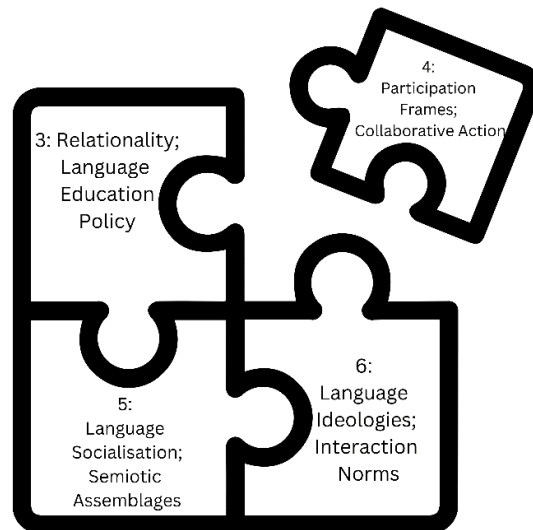 3: Relationality;
Language
Education
Policy
4:
Participation
Frames;
Collaborative Action
5:
Language
Socialisation;
Semiotic
Assemblages
6:
Language
Ideologies;
Interaction
Norms